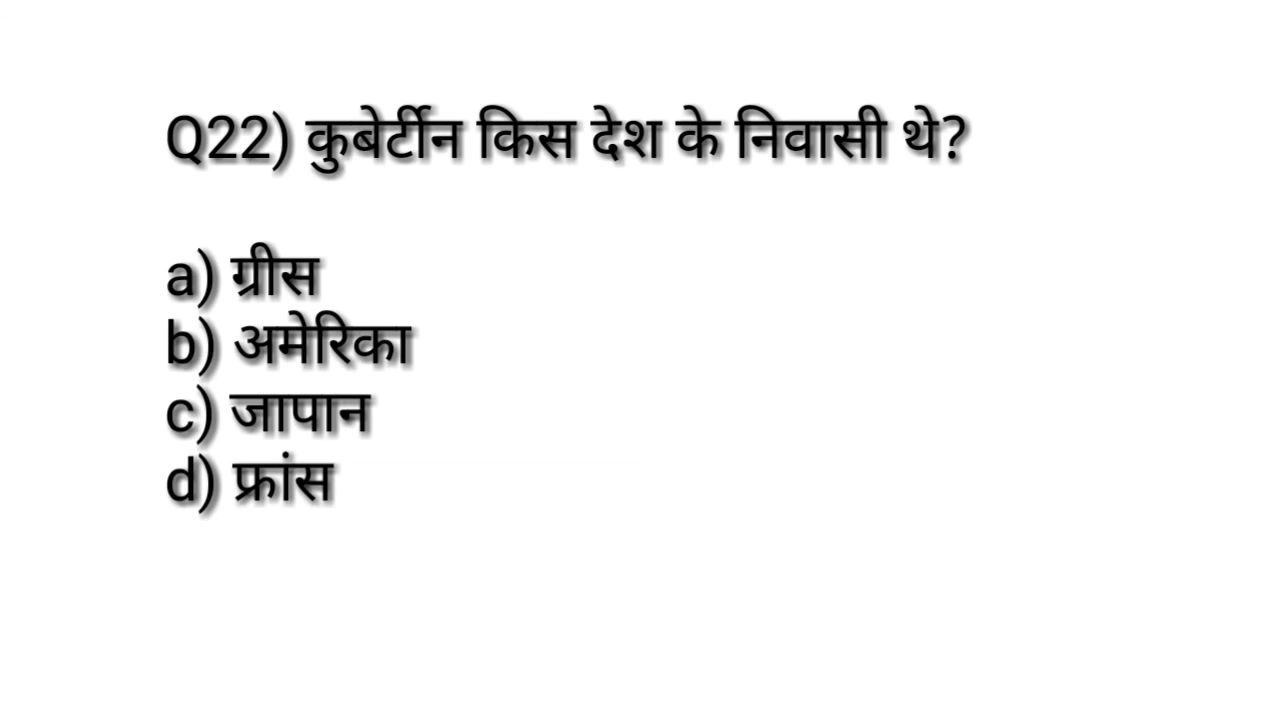 Q22) कुबेर्टीन किस देश के निवासी थे?
a) ग्रीस
b) अमेरिका
c) जापान
d) फ्रांस